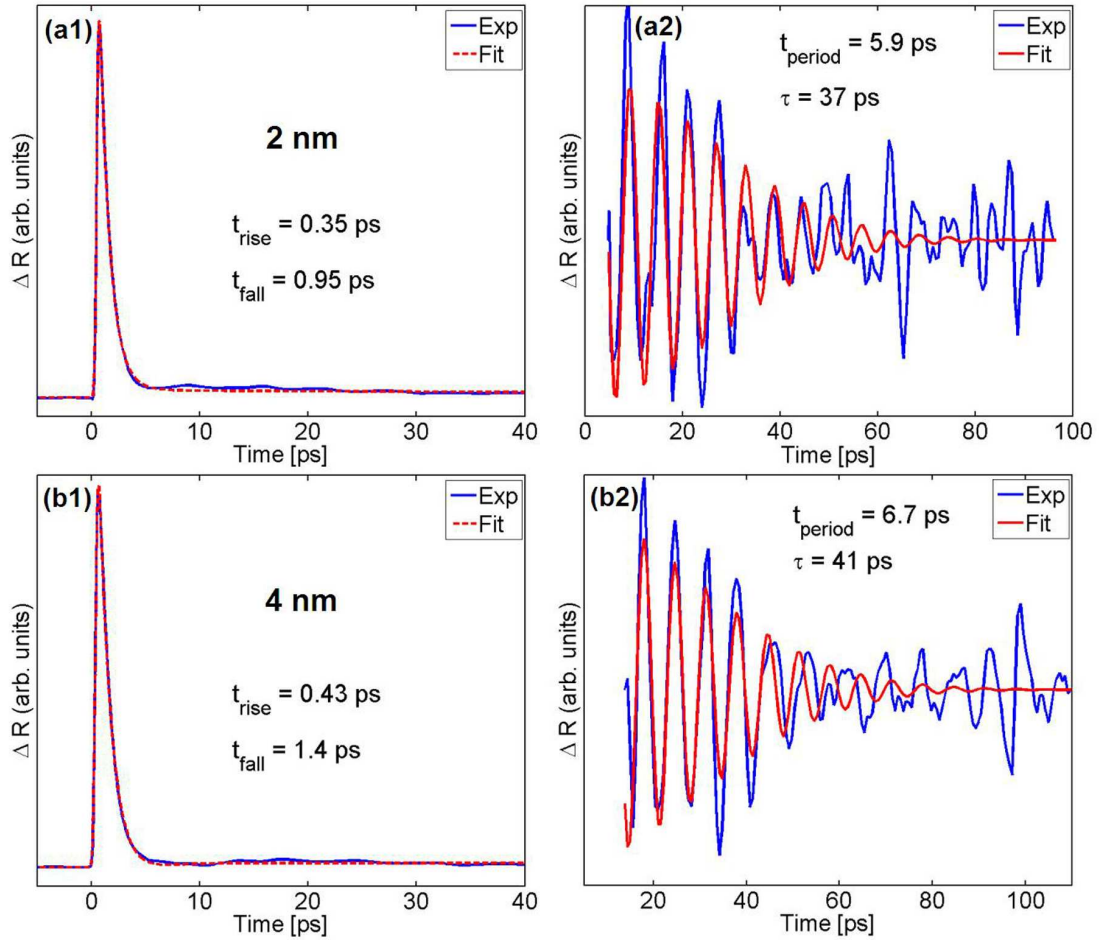 (a1)
Exp
Fit
2 nm
t_rise = 0.35 ps
t_fall = 0.95 ps
Δ R (arb. units)
0 10 20 30 40
Time [ps]
(a2)
Exp
Fit
t_period = 5.9 ps
τ = 37 ps
Δ R (arb. units)
0 20 40 60 80 100
Time [ps]
(b1)
Exp
Fit
4 nm
t_rise = 0.43 ps
t_fall = 1.4 ps
Δ R (arb. units)
0 10 20 30 40
Time [ps]
(b2)
Exp
Fit
t_period = 6.7 ps
τ = 41 ps
Δ R (arb. units)
20 40 60 80 100
Time [ps]